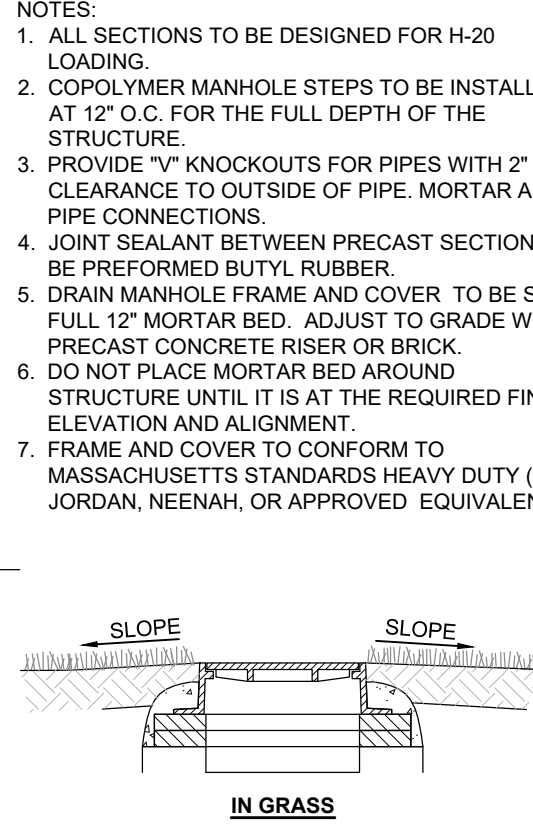 NOTES:
1. ALL SECTIONS TO BE DESIGNED FOR H-20
LOADING.
2. COPOLYMER MANHOLE STEPS TO BE INSTALL
AT 12" O.C. FOR THE FULL DEPTH OF THE
STRUCTURE.
3. PROVIDE "V" KNOCKOUTS FOR PIPES WITH 2"
CLEARANCE TO OUTSIDE OF PIPE. MORTAR A
PIPE CONNECTIONS.
4. JOINT SEALANT BETWEEN PRECAST SECTION
BE PREFORMED BUTYL RUBBER.
5. DRAIN MANHOLE FRAME AND COVER TO BE S
FULL 12" MORTAR BED. ADJUST TO GRADE W
PRECAST CONCRETE RISER OR BRICK.
6. DO NOT PLACE MORTAR BED AROUND
STRUCTURE UNTIL IT IS AT THE REQUIRED FIN
ELEVATION AND ALIGNMENT.
7. FRAME AND COVER TO CONFORM TO
MASSACHUSETTS STANDARDS HEAVY DUTY (
JORDAN, NEENAH, OR APPROVED EQUIVALEN
SLOPE SLOPE
IN GRASS